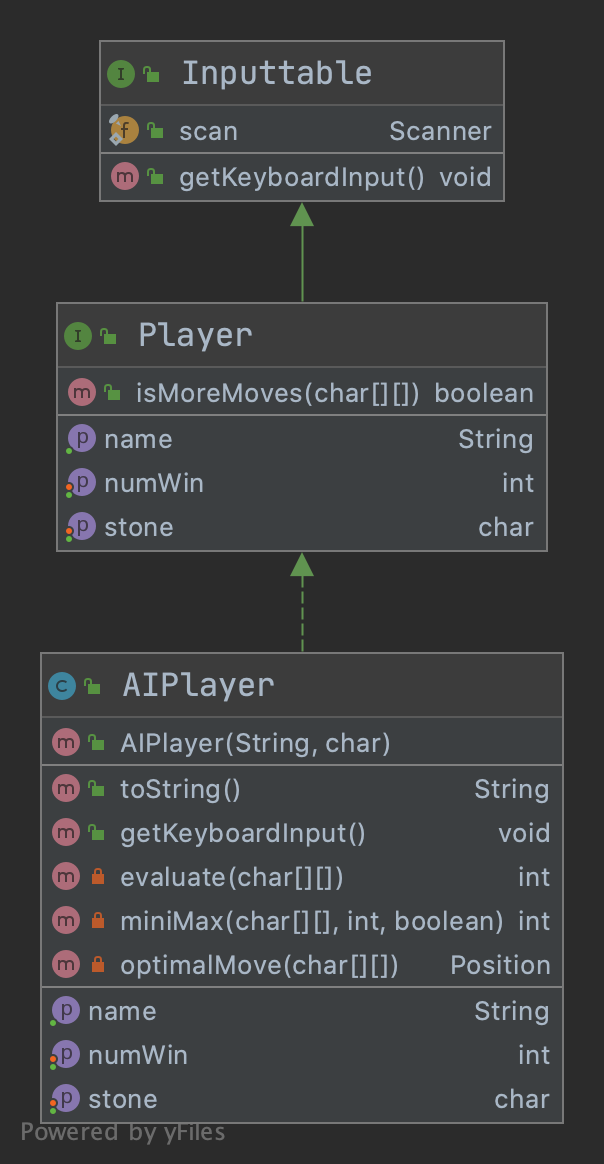 I Inputtable
f scan Scanner
m getKeyboardInput() void
I Player
m isMoreMoves(char[][]) boolean
p name String
p numWin int
p stone char
C AIPlayer
m AIPlayer(String, char)
m toString() String
m getKeyboardInput() void
m evaluate(char[][]) int
m miniMax(char[][], int, boolean) int
m optimalMove(char[][]) Position
p name String
p numWin int
p stone char
Powered by yFiles